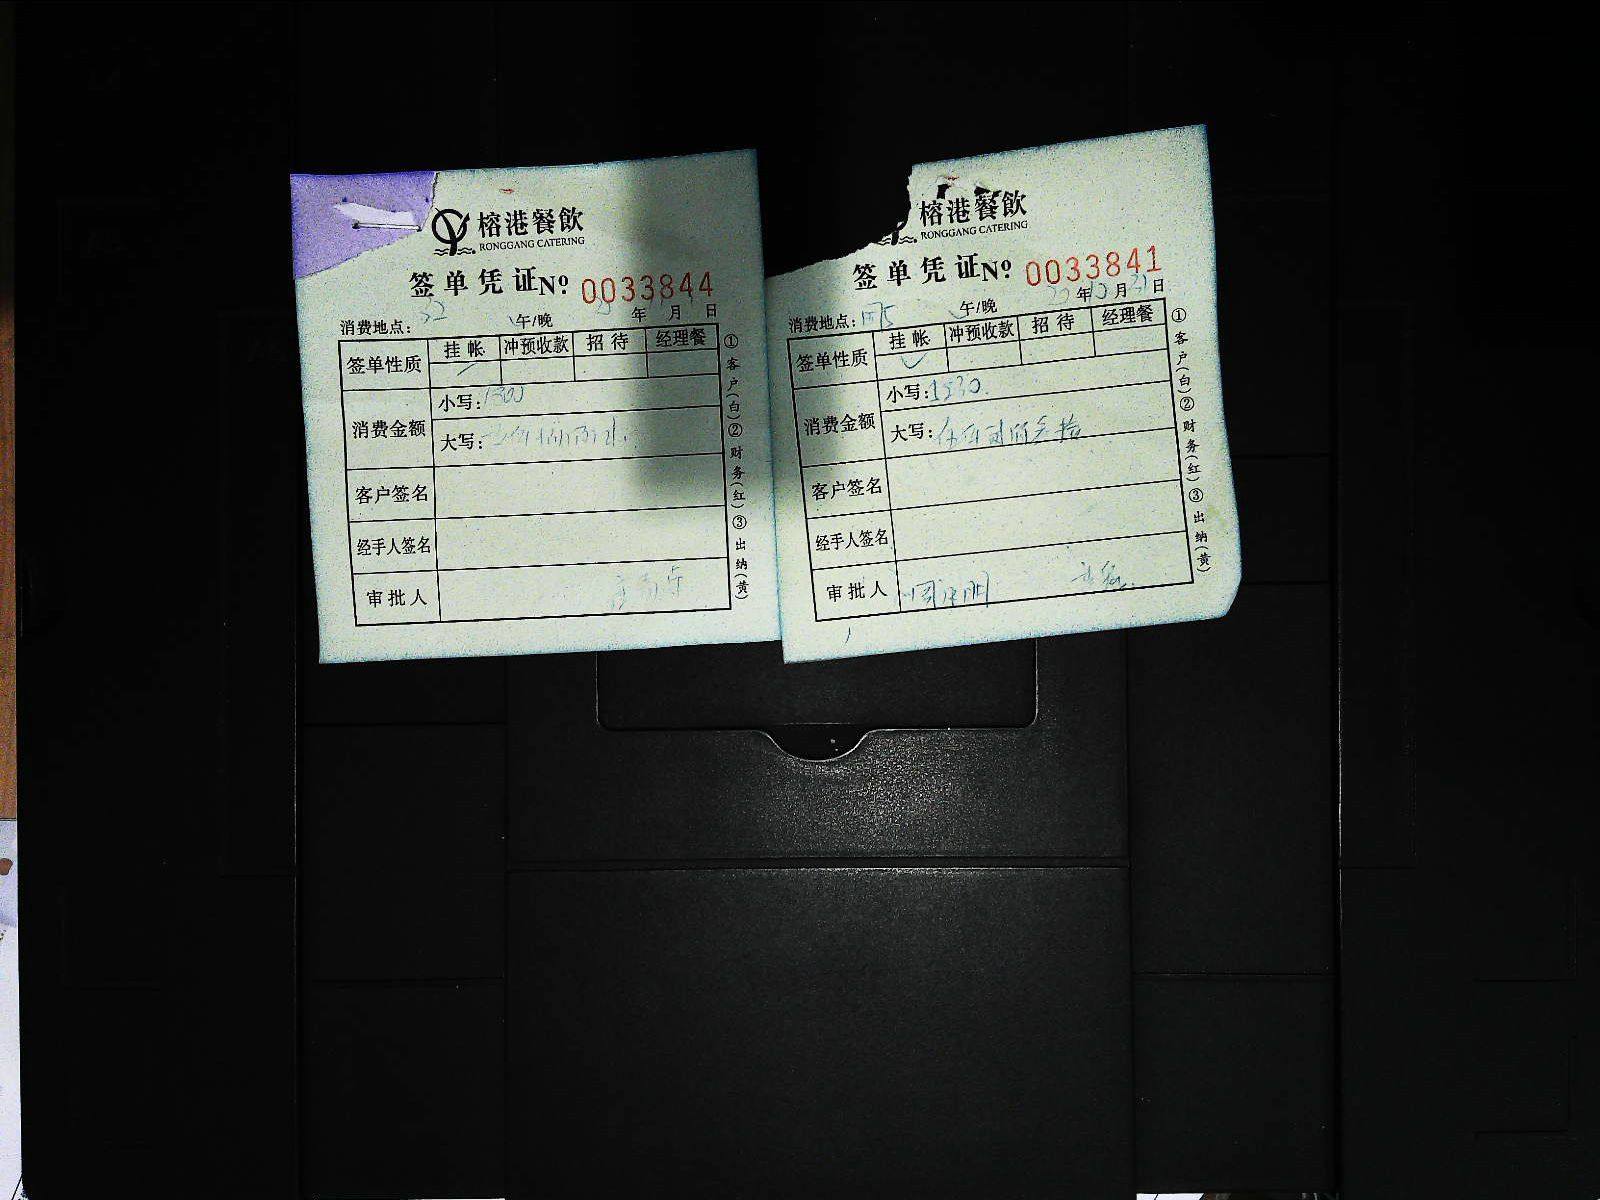 榕港餐飲
RONGGANG CATERING
签单凭证 Nº 0033844
年 月 日
消费地点: 32 午/晚
签单性质 挂帐 冲预收款 招待 经理餐
消费金额 小写: 1300
大写:
客户签名
经手人签名
审批人
①客户(白)②财务(红)③出纳(黄)
榕港餐飲
RONGGANG CATERING
签单凭证 Nº 0033841
年 月 日
消费地点: 午/晚
签单性质 挂帐 冲预收款 招待 经理餐
消费金额 小写:
大写:
客户签名
经手人签名
审批人
①客户(白)②财务(红)③出纳(黄)